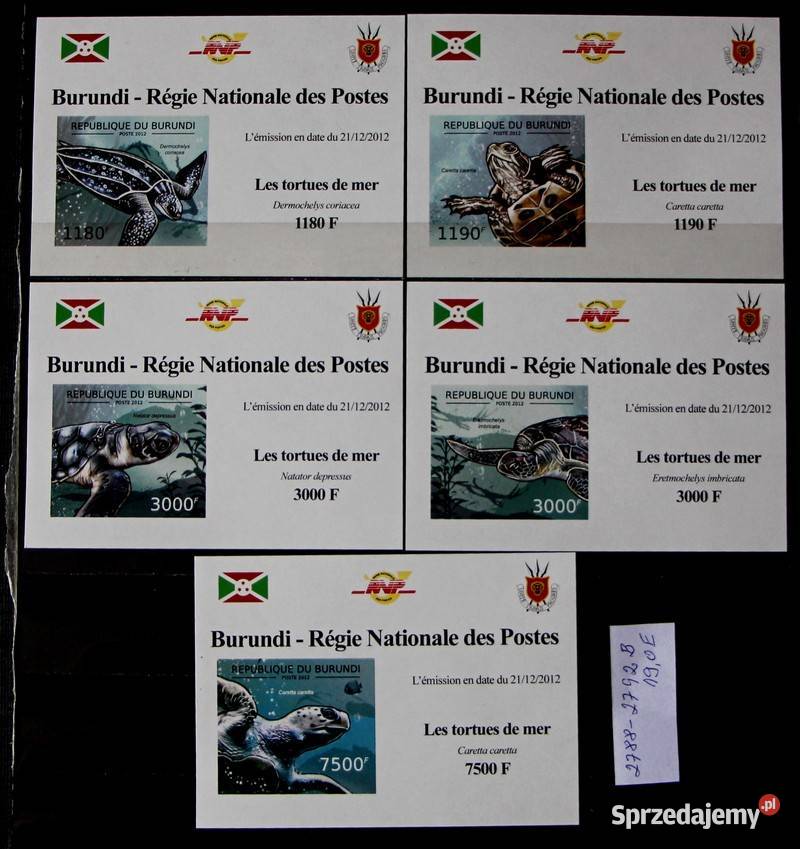 Burundi - Régie Nationale des Postes
REPUBLIQUE DU BURUNDI
POSTE 2012
Dermochelys
coriacea
1180F
L'émission en date du 21/12/2012
Les tortues de mer
Dermochelys coriacea
1180 F
Burundi - Régie Nationale des Postes
REPUBLIQUE DU BURUNDI
POSTE 2012
Caretta caretta
1190F
L'émission en date du 21/12/2012
Les tortues de mer
Caretta caretta
1190 F
Burundi - Régie Nationale des Postes
REPUBLIQUE DU BURUNDI
POSTE 2012
Natator depressus
3000F
L'émission en date du 21/12/2012
Les tortues de mer
Natator depressus
3000 F
Burundi - Régie Nationale des Postes
REPUBLIQUE DU BURUNDI
POSTE 2012
Eretmochelys
imbricata
3000F
L'émission en date du 21/12/2012
Les tortues de mer
Eretmochelys imbricata
3000 F
Burundi - Régie Nationale des Postes
REPUBLIQUE DU BURUNDI
POSTE 2012
Caretta caretta
7500F
L'émission en date du 21/12/2012
Les tortues de mer
Caretta caretta
7500 F
2788-2792B
19,0E
Sprzedajemy.pl